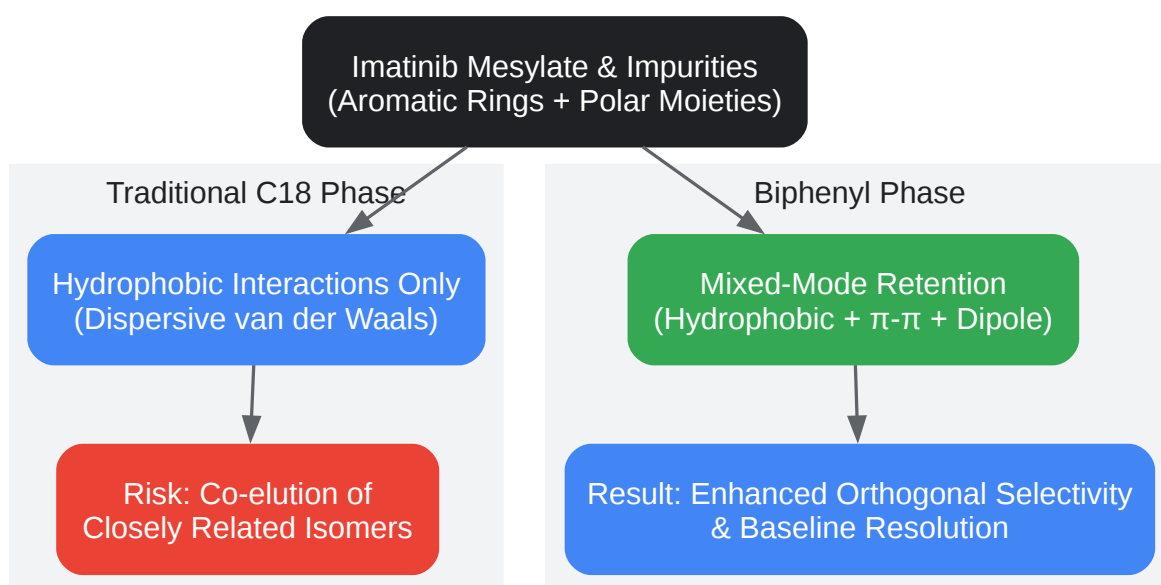 Imatinib Mesylate & Impurities
(Aromatic Rings + Polar Moieties)
Traditional C18 Phase
Hydrophobic Interactions Only
(Dispersive van der Waals)
Risk: Co-elution of
Closely Related Isomers
Biphenyl Phase
Mixed-Mode Retention
(Hydrophobic + π-π + Dipole)
Result: Enhanced Orthogonal Selectivity
& Baseline Resolution